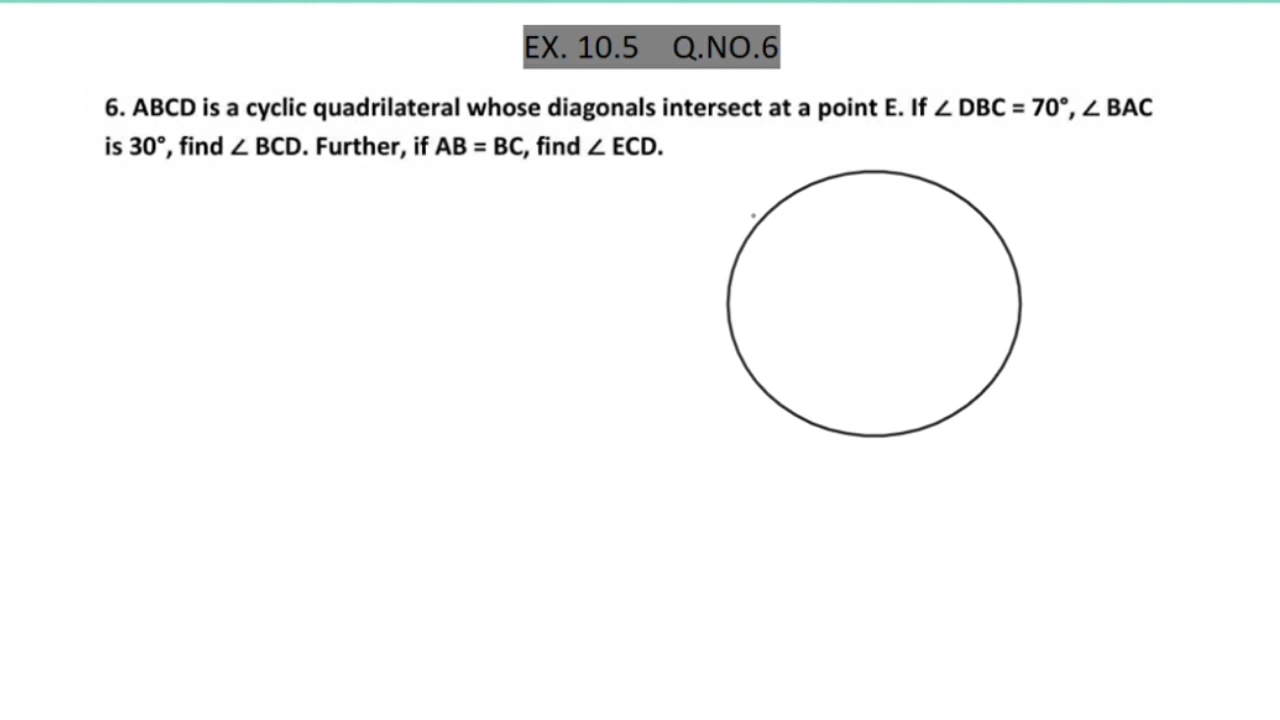 EX. 10.5 Q.NO.6
6. ABCD is a cyclic quadrilateral whose diagonals intersect at a point E. If ∠ DBC = 70°, ∠ BAC
is 30°, find ∠ BCD. Further, if AB = BC, find ∠ ECD.